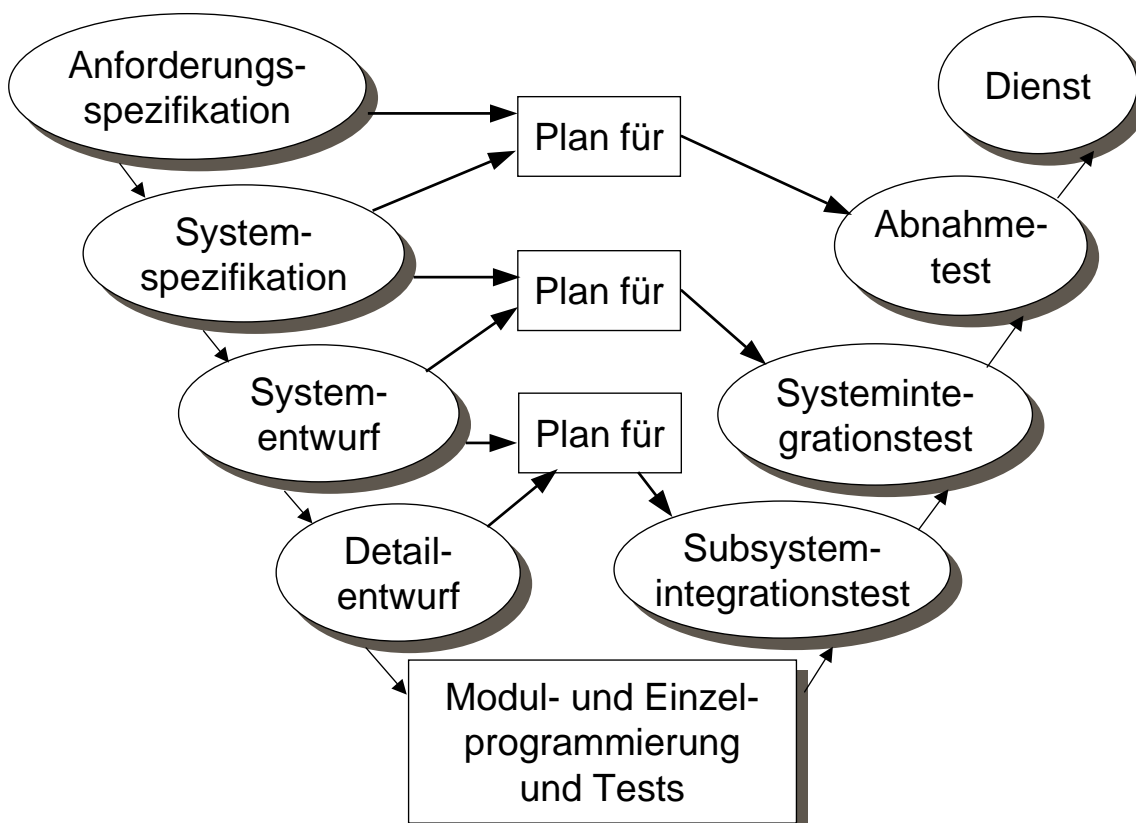 Anforderungs-
spezifikation
Dienst
Plan für
System-
spezifikation
Abnahme-
test
Plan für
System-
entwurf
Systeminte-
grationstest
Plan für
Detail-
entwurf
Subsystem-
integrationstest
Modul- und Einzel-
programmierung
und Tests